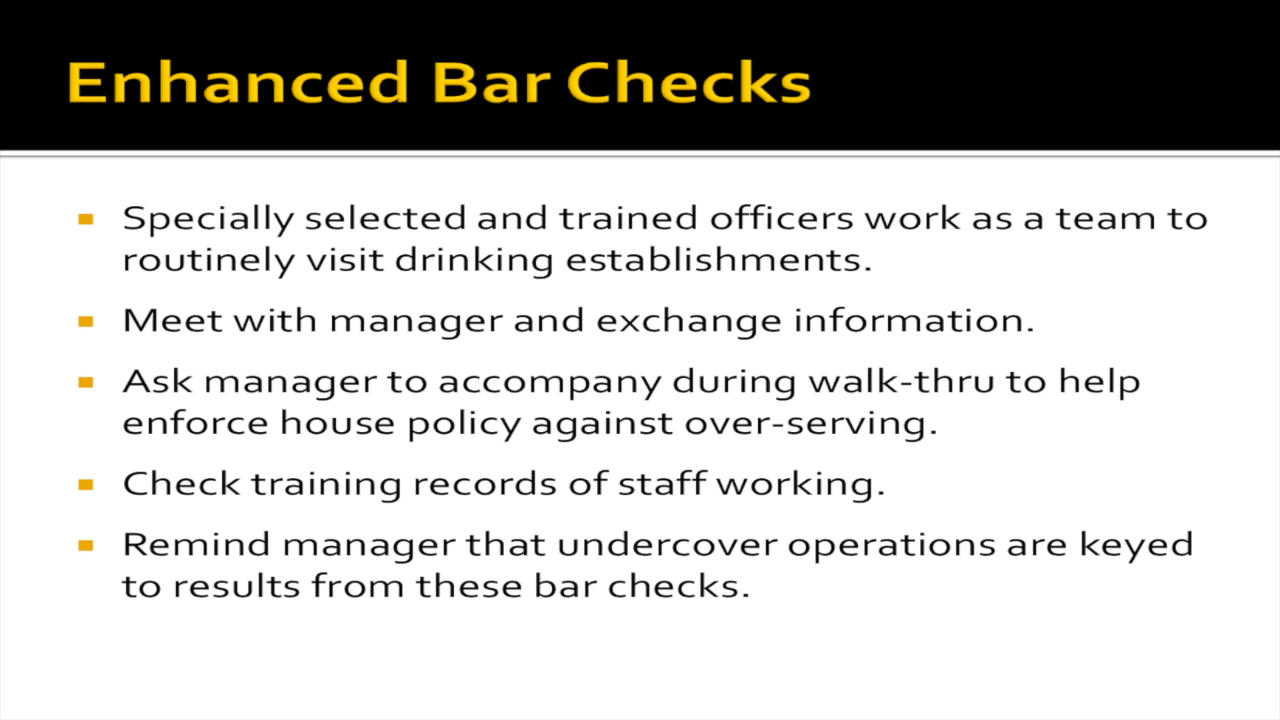 Enhanced Bar Checks
Specially selected and trained officers work as a team to
routinely visit drinking establishments.
Meet with manager and exchange information.
Ask manager to accompany during walk-thru to help
enforce house policy against over-serving.
Check training records of staff working.
Remind manager that undercover operations are keyed
to results from these bar checks.